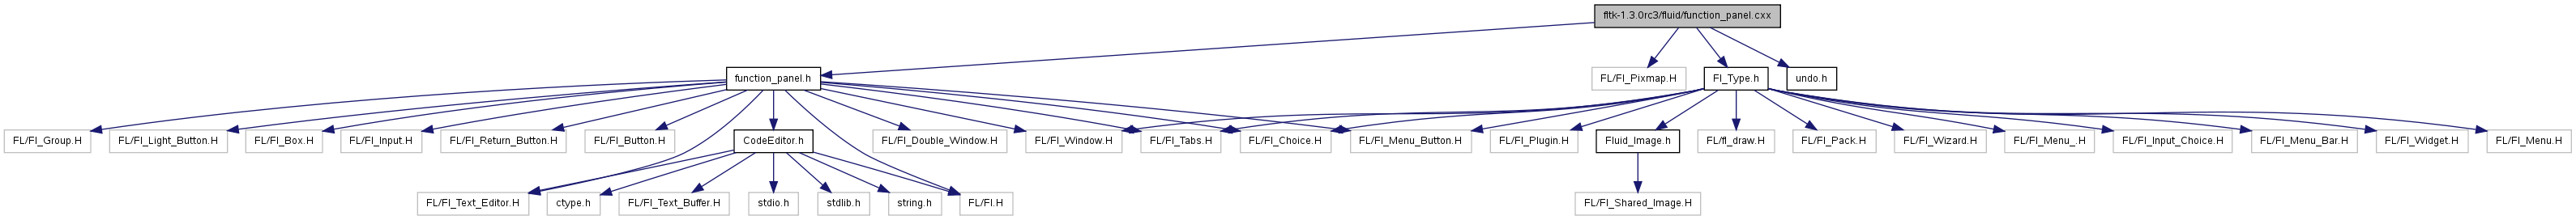 fltk-1.3.0rc3/fluid/function_panel.cxx
function_panel.h
FL/Fl_Pixmap.H
Fl_Type.h
undo.h
FL/Fl_Group.H
FL/Fl_Light_Button.H
FL/Fl_Box.H
FL/Fl_Input.H
FL/Fl_Return_Button.H
FL/Fl_Button.H
CodeEditor.h
FL/Fl_Double_Window.H
FL/Fl_Window.H
FL/Fl_Tabs.H
FL/Fl_Choice.H
FL/Fl_Menu_Button.H
FL/Fl_Plugin.H
Fluid_Image.h
FL/fl_draw.H
FL/Fl_Pack.H
FL/Fl_Wizard.H
FL/Fl_Menu_.H
FL/Fl_Input_Choice.H
FL/Fl_Menu_Bar.H
FL/Fl_Widget.H
FL/Fl_Menu.H
FL/Fl_Text_Editor.H
ctype.h
FL/Fl_Text_Buffer.H
stdio.h
stdlib.h
string.h
FL/Fl.H
FL/Fl_Shared_Image.H